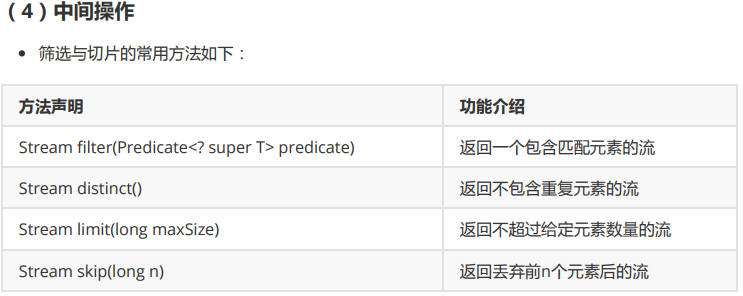 （4）中间操作
筛选与切片的常用方法如下：
方法声明 功能介绍
Stream filter(Predicate<? super T> predicate) 返回一个包含匹配元素的流
Stream distinct() 返回不包含重复元素的流
Stream limit(long maxSize) 返回不超过给定元素数量的流
Stream skip(long n) 返回丢弃前n个元素后的流